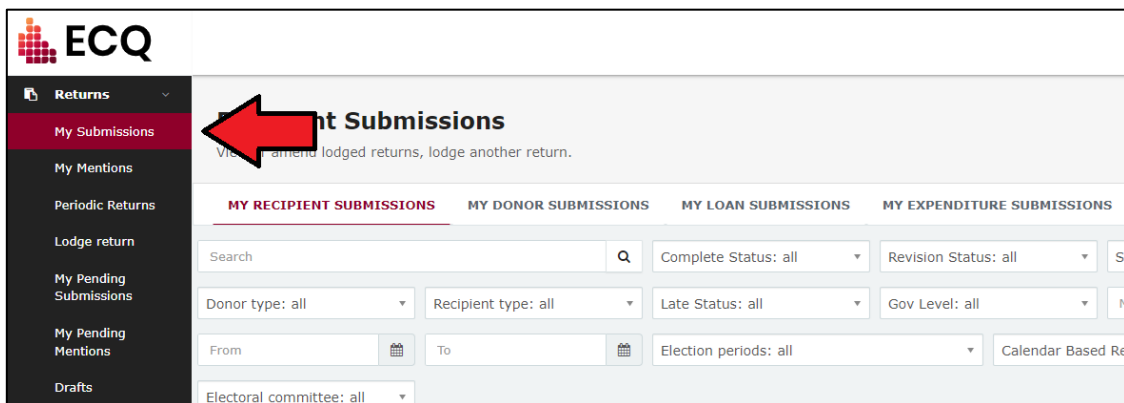 ECQ
Returns
My Submissions
My Mentions
Periodic Returns
Lodge return
My Pending
Submissions
My Pending
Mentions
Drafts
Submissions
amend lodged returns, lodge another return.
MY RECIPIENT SUBMISSIONS MY DONOR SUBMISSIONS MY LOAN SUBMISSIONS MY EXPENDITURE SUBMISSIONS
Search Complete Status: all Revision Status: all
Donor type: all Recipient type: all Late Status: all Gov Level: all
From To Election periods: all Calendar Based
Electoral committee: all